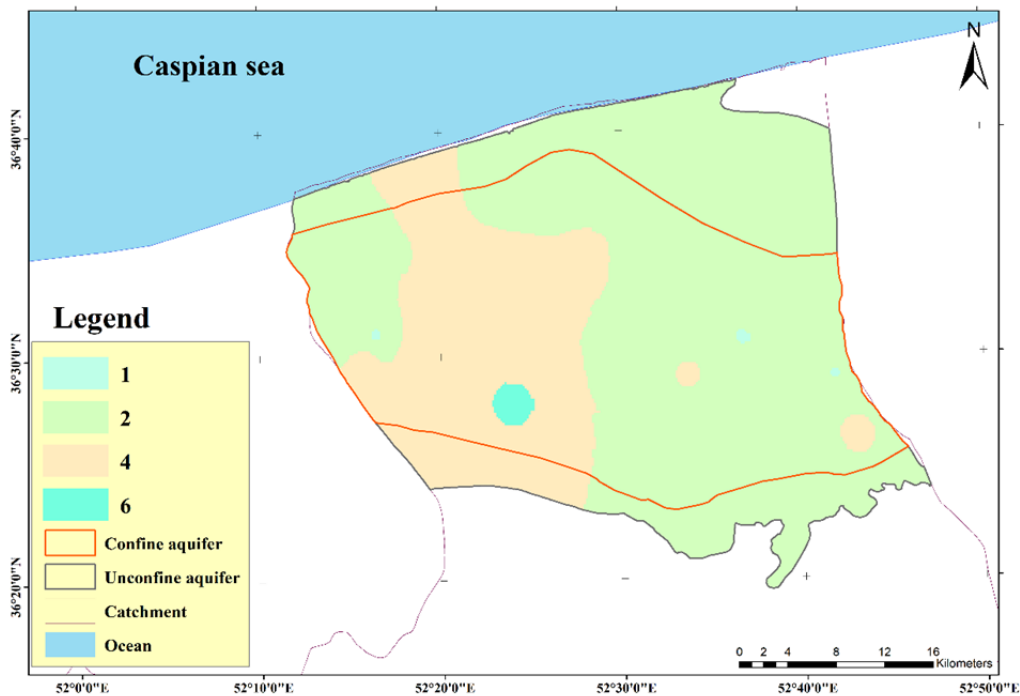 Caspian sea
N
36°40'0"N
36°30'0"N
36°20'0"N
Legend
1
2
4
6
Confine aquifer
Unconfine aquifer
Catchment
Ocean
0 2 4 8 12 16
Kilometers
52°0'0"E 52°10'0"E 52°20'0"E 52°30'0"E 52°40'0"E 52°50'0"E